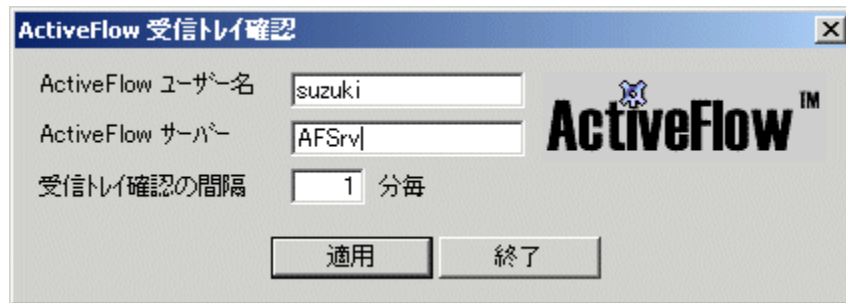 ActiveFlow 受信トレイ確認
ActiveFlow ユーザー名
suzuki
ActiveFlow™
ActiveFlow サーバー
AFSrv
受信トレイ確認の間隔
1 分毎
適用
終了